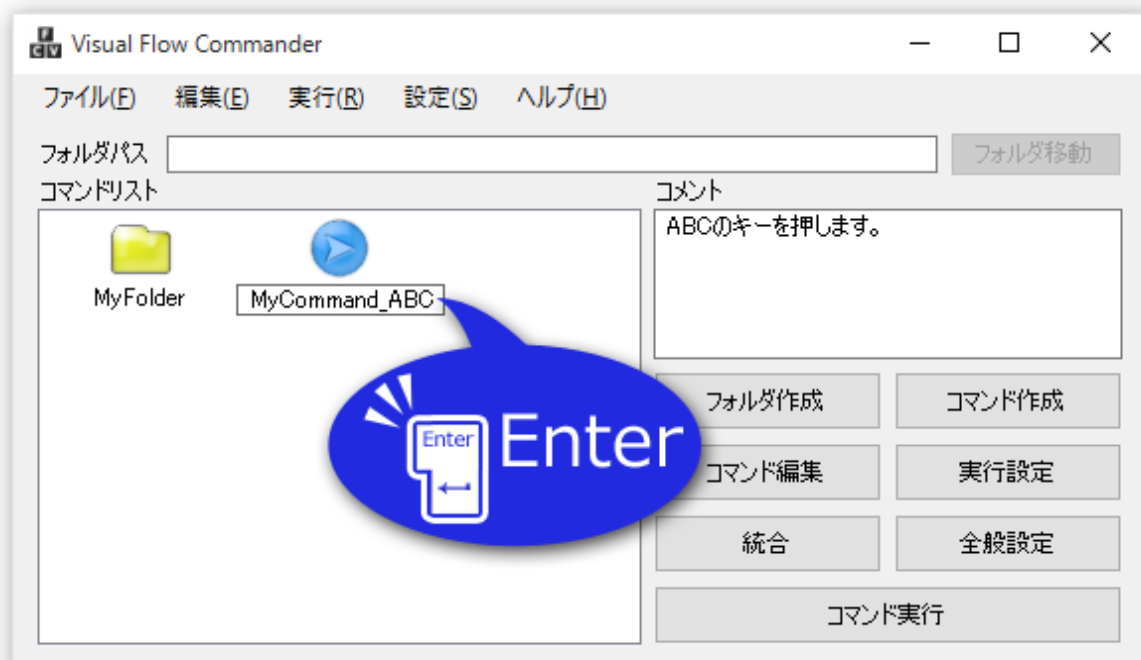 FCV
Visual Flow Commander
ファイル(F) 編集(E) 実行(R) 設定(S) ヘルプ(H)
フォルダパス
フォルダ移動
コマンドリスト
コメント
ABCのキーを押します。
MyFolder
MyCommand_ABC
Enter
Enter
フォルダ作成
コマンド作成
コマンド編集
実行設定
統合
全般設定
コマンド実行